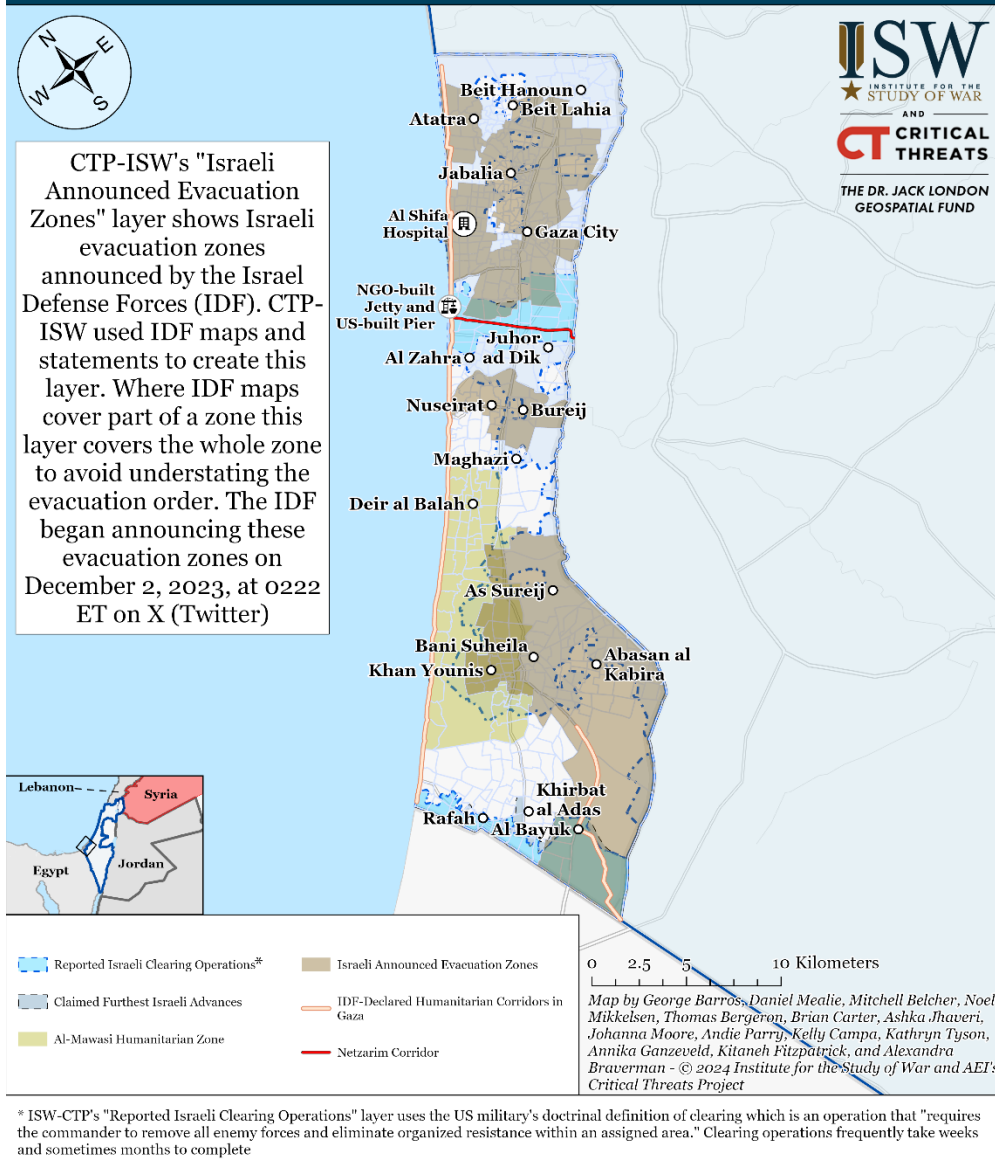 N
E
W
S
ISW
INSTITUTE FOR THE
STUDY OF WAR
AND
CT CRITICAL
THREATS
THE DR. JACK LONDON
GEOSPATIAL FUND
CTP-ISW's "Israeli
Announced Evacuation
Zones" layer shows Israeli
evacuation zones
announced by the Israel
Defense Forces (IDF). CTP-
ISW used IDF maps and
statements to create this
layer. Where IDF maps
cover part of a zone this
layer covers the whole
zone to avoid understating the
evacuation order. The IDF
began announcing these
evacuation zones on
December 2, 2023, at 0222
ET on X (Twitter)
Beit Hanoun
Beit Lahia
Atatra
Jabalia
Al Shifa
Hospital
Gaza City
NGO-built
Jetty and
US-built Pier
Juhor
ad Dik
Al Zahra
Nuseirat
Bureij
Maghazi
Deir al Balah
As Sureij
Bani Suheila
Khan Younis
Abasan al
Kabira
Khirbat
al Adas
Rafah
Al Bayuk
Lebanon
Syria
Egypt
Jordan
Reported Israeli Clearing Operations*
Claimed Furthest Israeli Advances
Al-Mawasi Humanitarian Zone
Israeli Announced Evacuation Zones
IDF-Declared Humanitarian Corridors in
Gaza
Netzarim Corridor
0 2.5 5 10 Kilometers
Map by George Barros, Daniel Mealie, Mitchell Belcher, Noel
Mikkelsen, Thomas Bergeron, Brian Carter, Ashka Jhaveri,
Johanna Moore, Andie Parry, Kelly Campa, Kathryn Tyson,
Annika Ganzeveld, Kitaneh Fitzpatrick, and Alexandra
Braverman - © 2024 Institute for the Study of War and AEI's
Critical Threats Project
* ISW-CTP's "Reported Israeli Clearing Operations" layer uses the US military's doctrinal definition of clearing which is an operation that "requires
the commander to remove all enemy forces and eliminate organized resistance within an assigned area." Clearing operations frequently take weeks
and sometimes months to complete